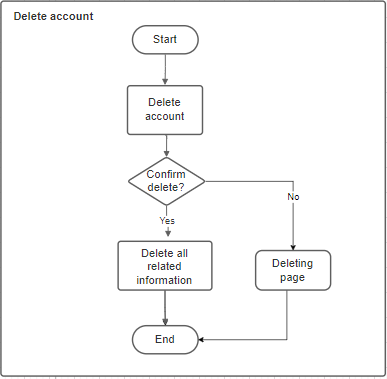 Delete account
Start
Delete
account
Confirm
delete?
No
Yes
Delete all
related
information
Deleting
page
End